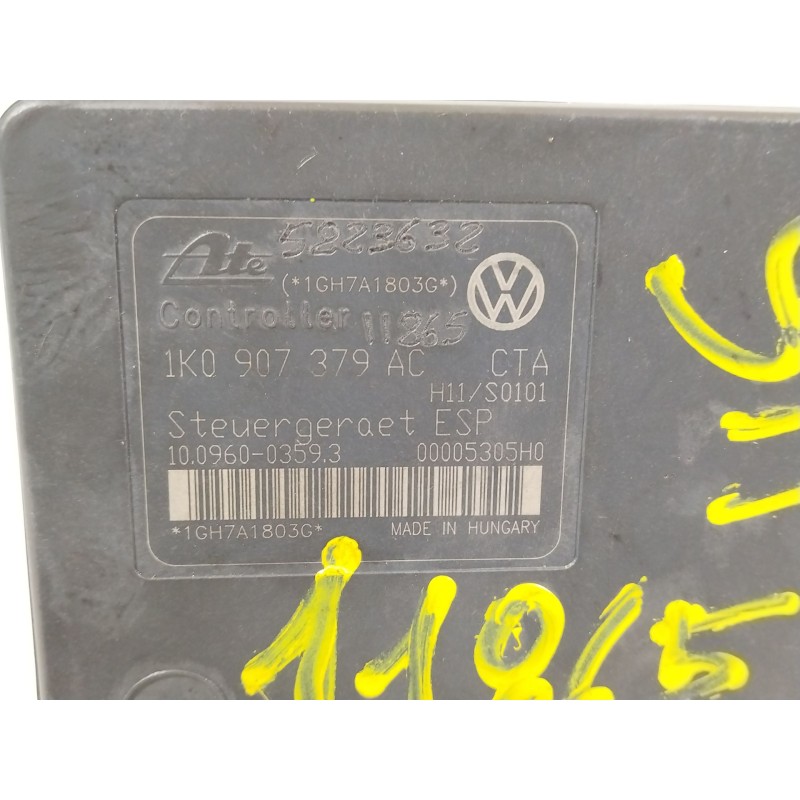 Ate 5223632
(*1GH7A1803G*)
Controller 11865
1K0 907 379 AC CTA
H11/S0101
Steuergeraet ESP
10.0960-0359.3 00005305H0
*1GH7A1803G* MADE IN HUNGARY
11865